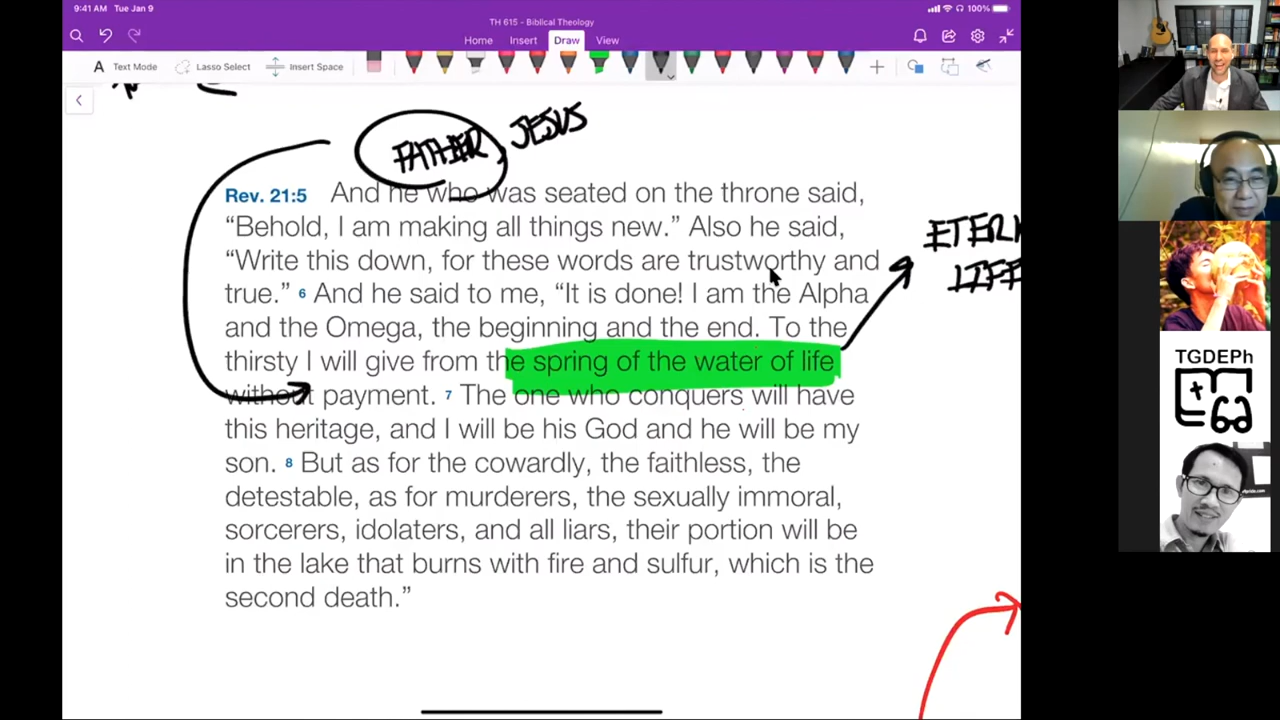 9:41 AM Tue Jan 9
100%
TH 615 - Biblical Theology
Home Insert Draw View
Text Mode Lasso Select Insert Space
FATHER, JESUS
Rev. 21:5 And he who was seated on the throne said,
“Behold, I am making all things new.” Also he said,
“Write this down, for these words are trustworthy and
true.” 6 And he said to me, “It is done! I am the Alpha
and the Omega, the beginning and the end. To the
thirsty I will give from the spring of the water of life
without payment. 7 The one who conquers will have
this heritage, and I will be his God and he will be my
son. 8 But as for the cowardly, the faithless, the
detestable, as for murderers, the sexually immoral,
sorcerers, idolaters, and all liars, their portion will be
in the lake that burns with fire and sulfur, which is the
second death.”
ETERN
LIFE
TGDEPh